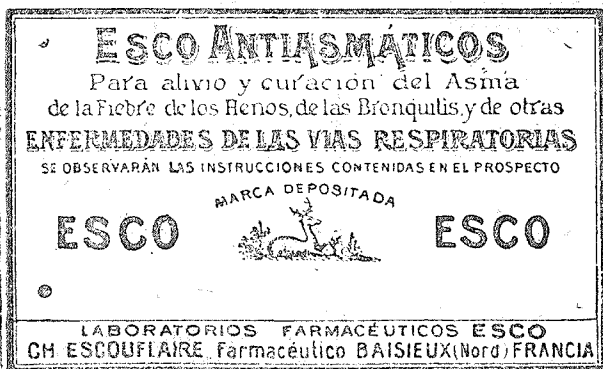 ESCO ANTIASMÁTICOS
Para alivio y curación del Asma
de la Fiebre de los Henos, de las Bronquitis, y de otras
ENFERMEDADES DE LAS VIAS RESPIRATORIAS
SE OBSERVARÁN LAS INSTRUCCIONES CONTENIDAS EN EL PROSPECTO
MARCA DEPOSITADA
ESCO ESCO
LABORATORIOS FARMACÉUTICOS ESCO
CH ESCOUFLAIRE Farmacéutico BAISIEUX (Nord) FRANCIA